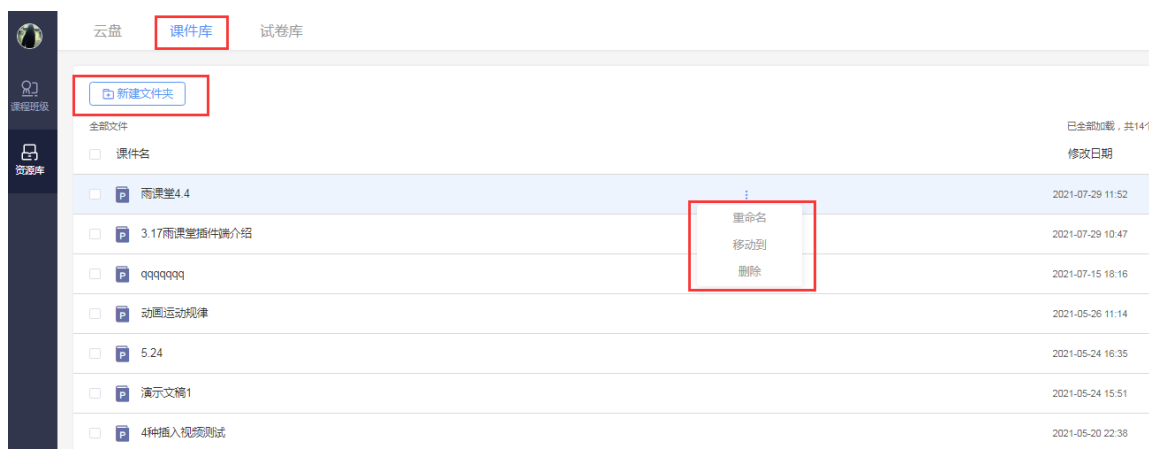 云盘 课件库 试卷库
课程班级
资源库
新建文件夹
全部文件 已全部加载，共14个
课件名 修改日期
雨课堂4.4 2021-07-29 11:52
重命名
移动到
删除
3.17雨课堂插件端介绍 2021-07-29 10:47
qqqqqqq 2021-07-15 18:16
动画运动规律 2021-05-26 11:14
5.24 2021-05-24 16:35
演示文稿1 2021-05-24 15:51
4种插入视频测试 2021-05-20 22:38